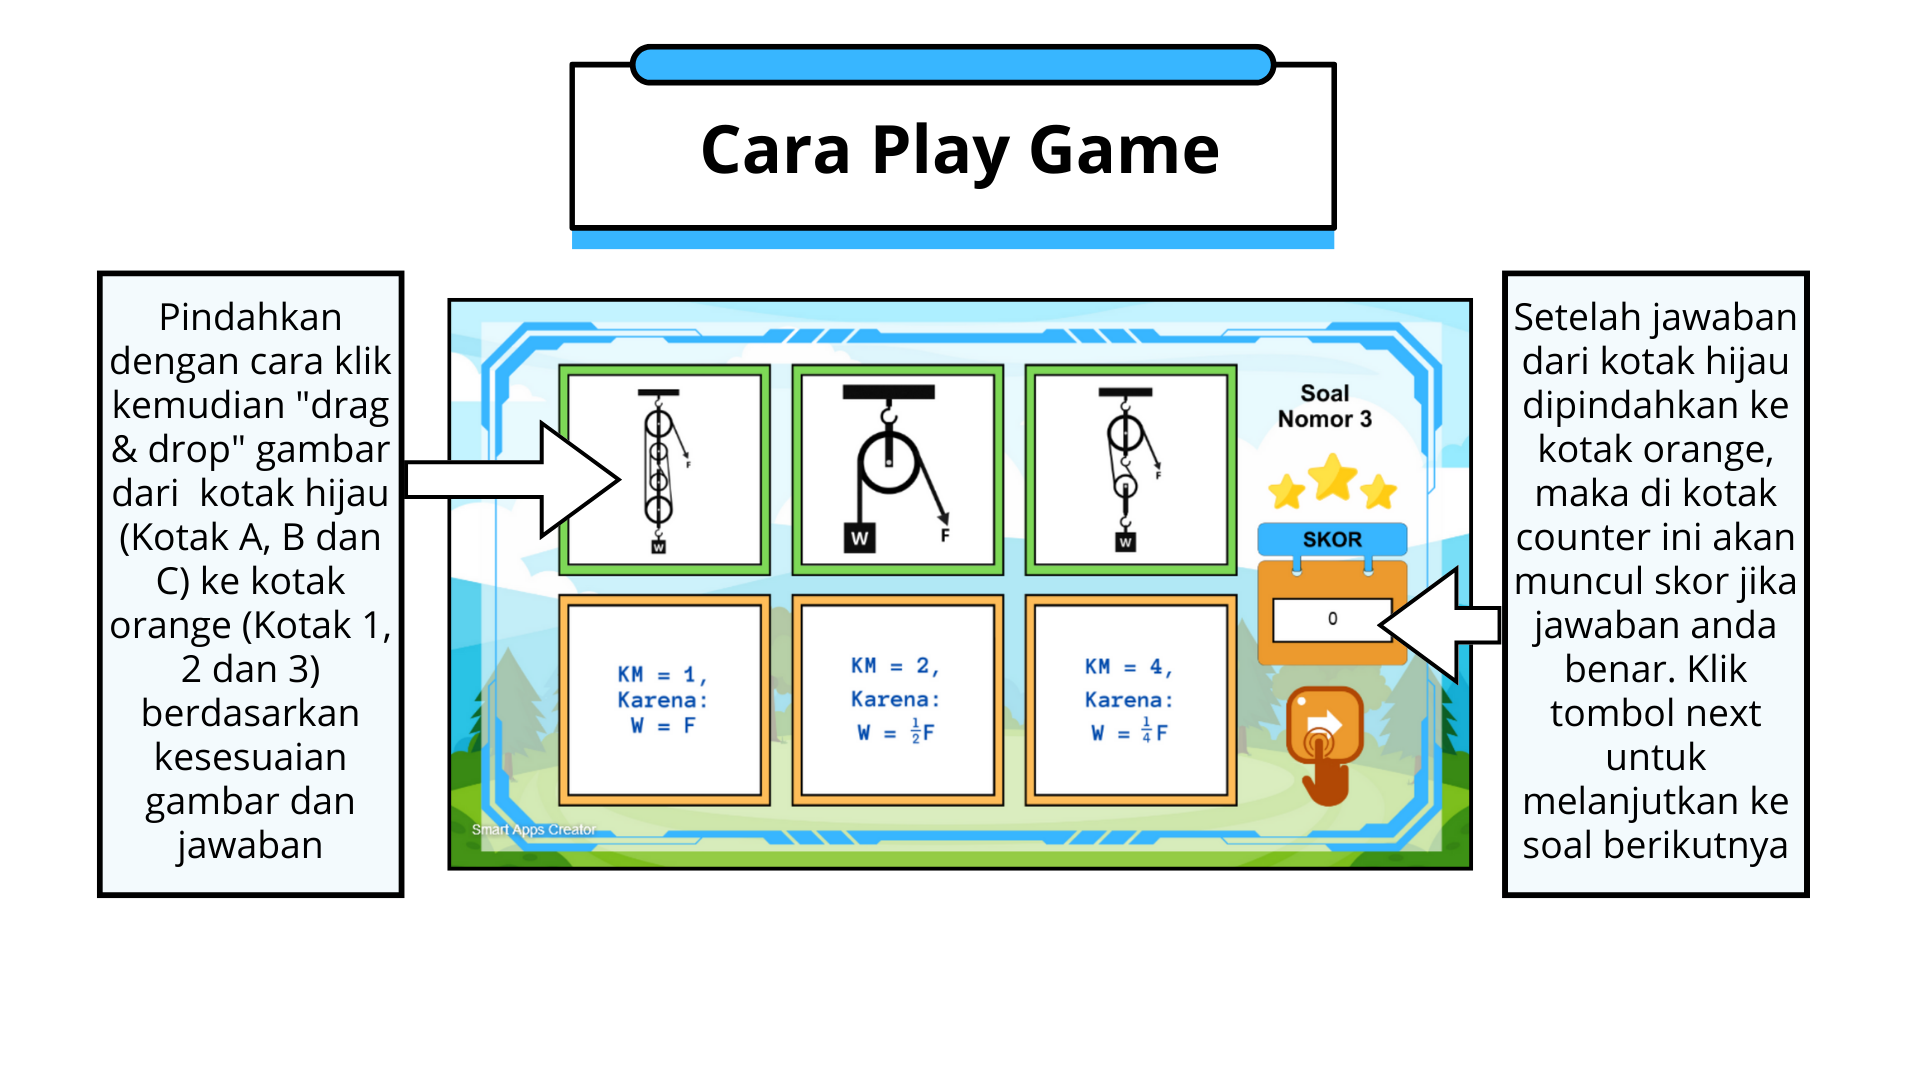 Cara Play Game
Pindahkan
dengan cara klik
kemudian "drag
& drop" gambar
dari  kotak hijau
(Kotak A, B dan
C) ke kotak
orange (Kotak 1,
2 dan 3)
berdasarkan
kesesuaian
gambar dan
jawaban
F
W
W
F
F
W
Soal
Nomor 3
SKOR
0
KM = 1,
Karena:
W = F
KM = 2,
Karena:
W = 1/2 F
KM = 4,
Karena:
W = 1/4 F
Smart Apps Creator
Setelah jawaban
dari kotak hijau
dipindahkan ke
kotak orange,
maka di kotak
counter ini akan
muncul skor jika
jawaban anda
benar. Klik
tombol next
untuk
melanjutkan ke
soal berikutnya